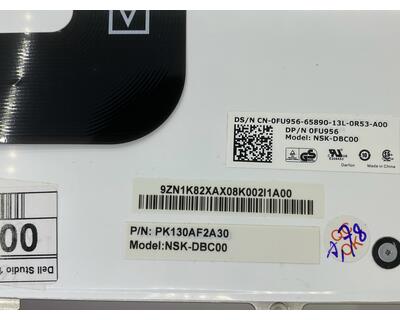 DS/N CN-0FU956-65890-13L-0R53-A00
DP/N 0FU956
Model: NSK-DBC00
Darfon
Made in China
9ZN1K82XAX08K002I1A00
P/N: PK130AF2A30
Model:NSK-DBC00
00
Dell Studio 1